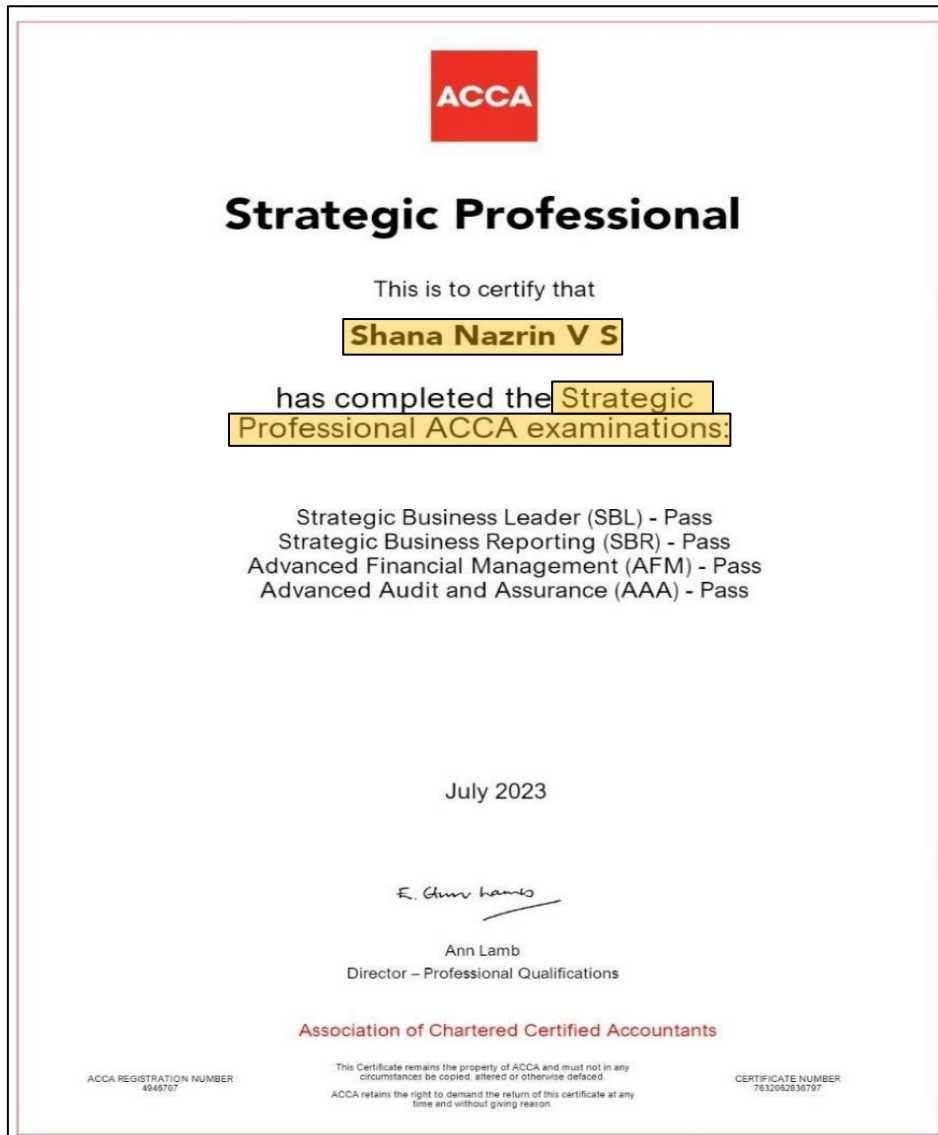 ACCA
Strategic Professional
This is to certify that
Shana Nazrin V S
has completed the Strategic
Professional ACCA examinations:
Strategic Business Leader (SBL) - Pass
Strategic Business Reporting (SBR) - Pass
Advanced Financial Management (AFM) - Pass
Advanced Audit and Assurance (AAA) - Pass
July 2023
Ann Lamb
Director – Professional Qualifications
Association of Chartered Certified Accountants
ACCA REGISTRATION NUMBER
4946707
This Certificate remains the property of ACCA and must not in any
circumstances be copied, altered or otherwise defaced.
ACCA retains the right to demand the return of this certificate at any
time and without giving reason.
CERTIFICATE NUMBER
7632062836797